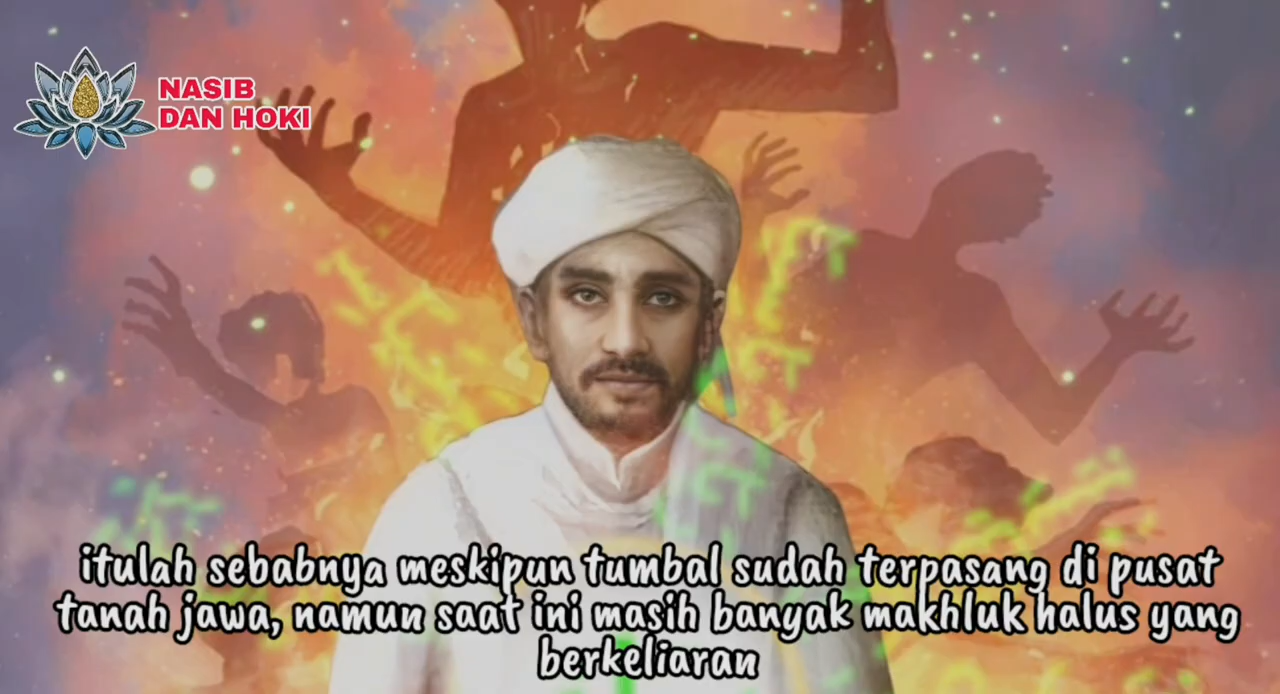 NASIB
DAN HOKI
itulah sebabnya meskipun tumbal sudah terpasang di pusat
tanah jawa, namun saat ini masih banyak makhluk halus yang
berkeliaran